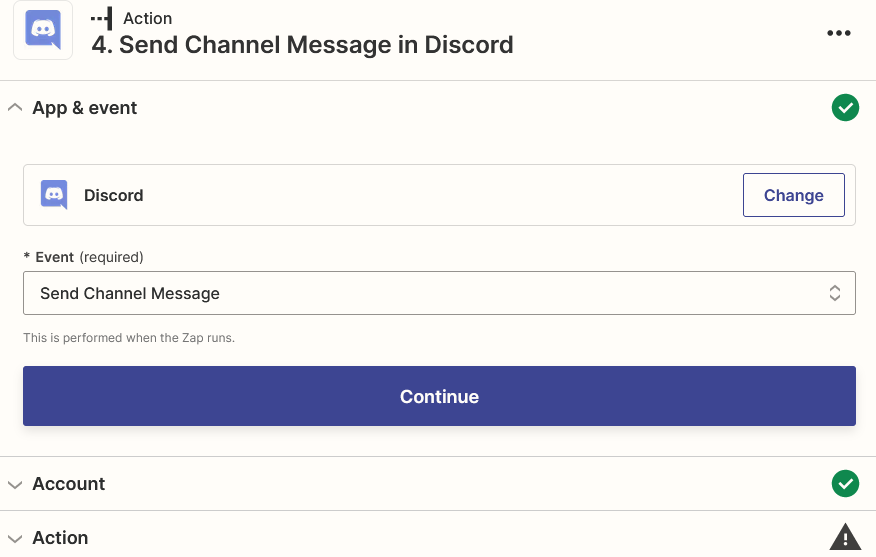 Action
4. Send Channel Message in Discord
App & event
Discord
Change
* Event (required)
Send Channel Message
This is performed when the Zap runs.
Continue
Account
Action